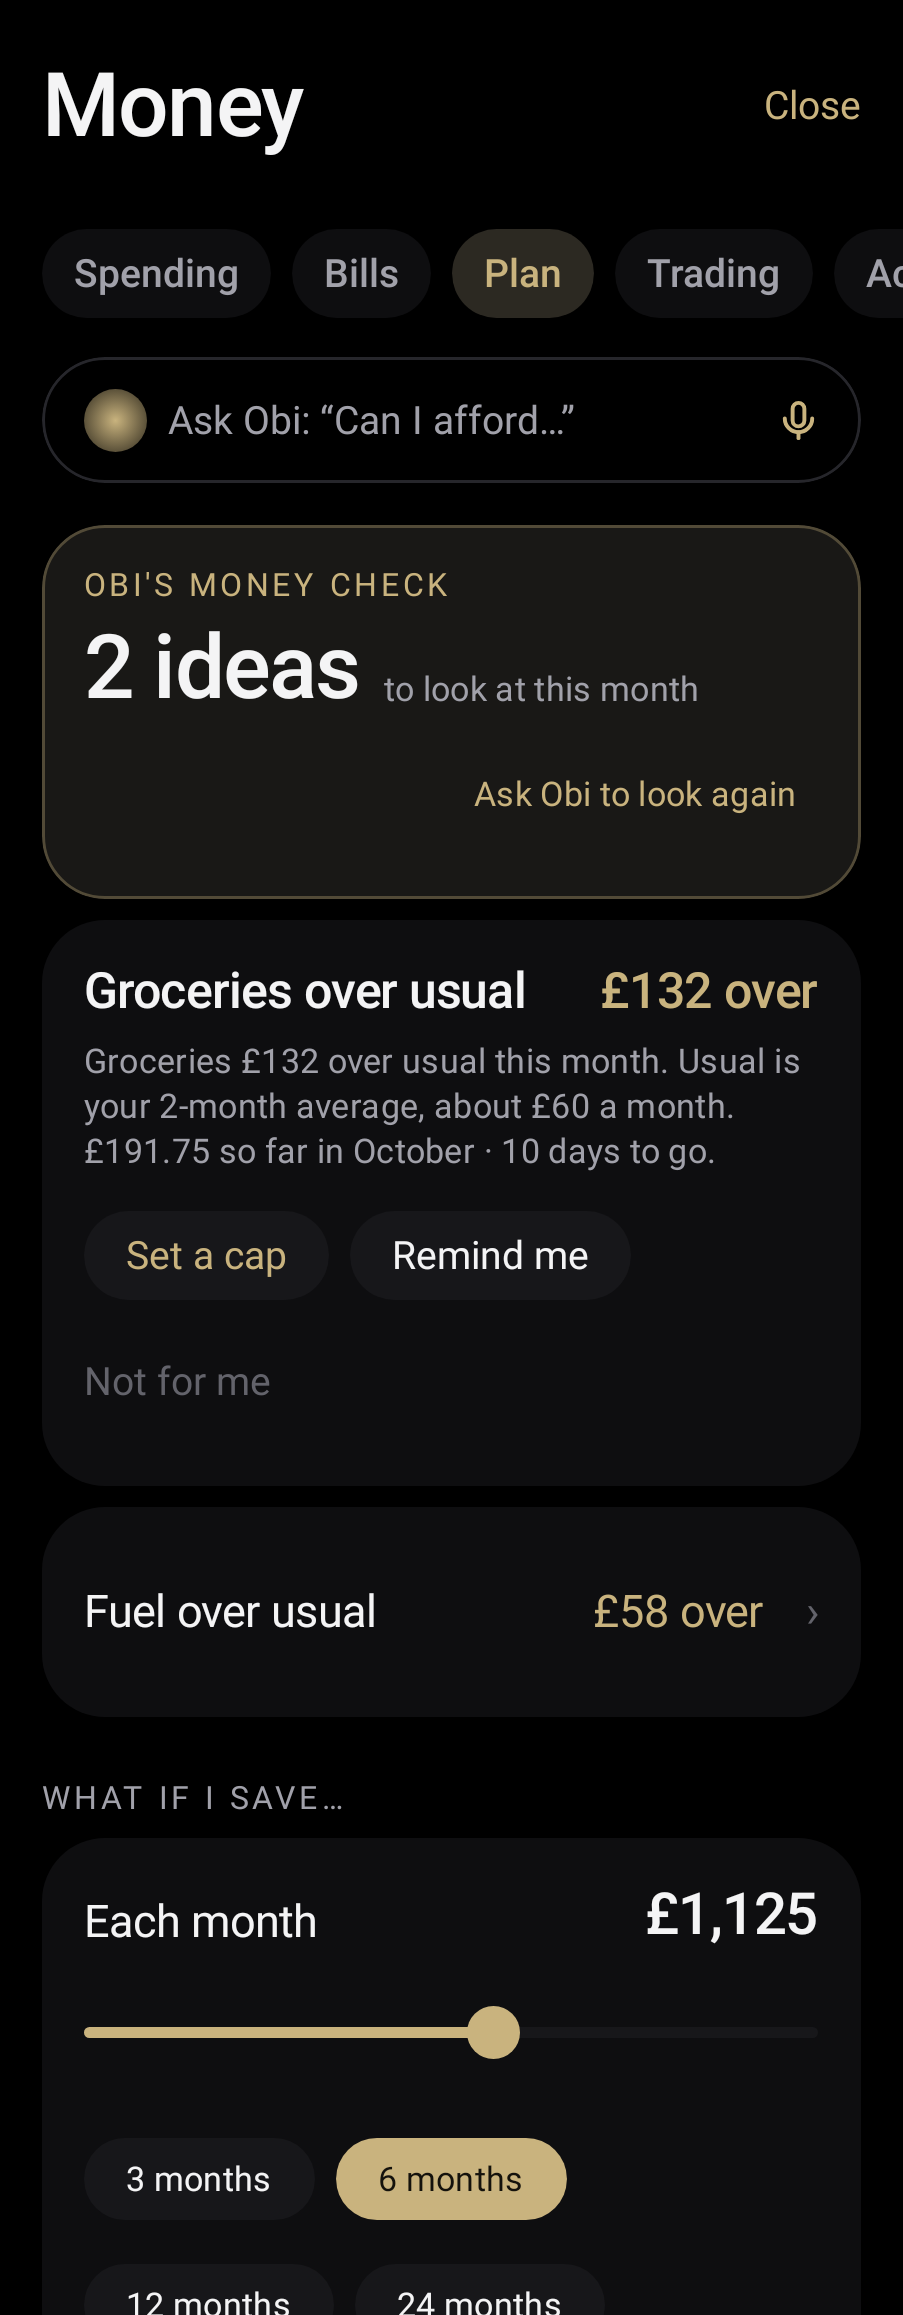 Money
Close
Spending
Bills
Plan
Trading
Ac
Ask Obi: “Can I afford…”
OBI'S MONEY CHECK
2 ideas to look at this month
Ask Obi to look again
Groceries over usual
£132 over
Groceries £132 over usual this month. Usual is
your 2-month average, about £60 a month.
£191.75 so far in October · 10 days to go.
Set a cap
Remind me
Not for me
Fuel over usual
£58 over ›
WHAT IF I SAVE…
Each month
£1,125
3 months
6 months
12 months
24 months